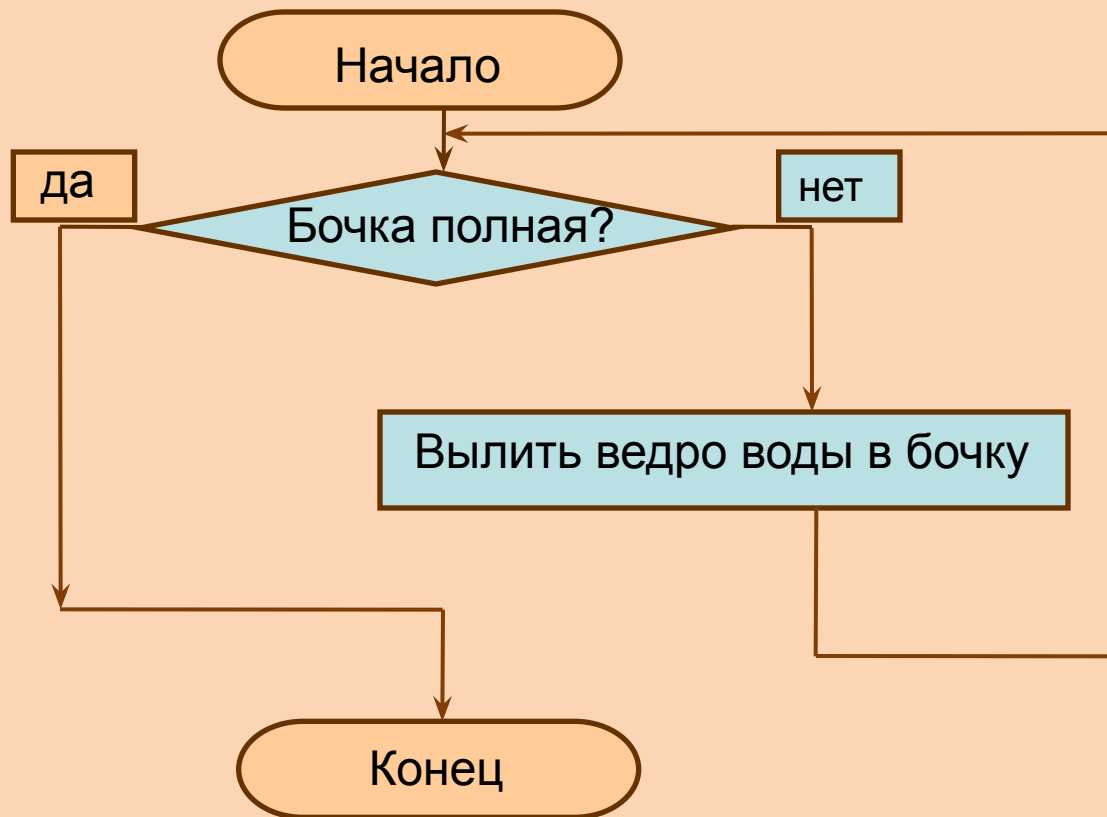 Начало
да
нет
Бочка полная?
Вылить ведро воды в бочку
Конец